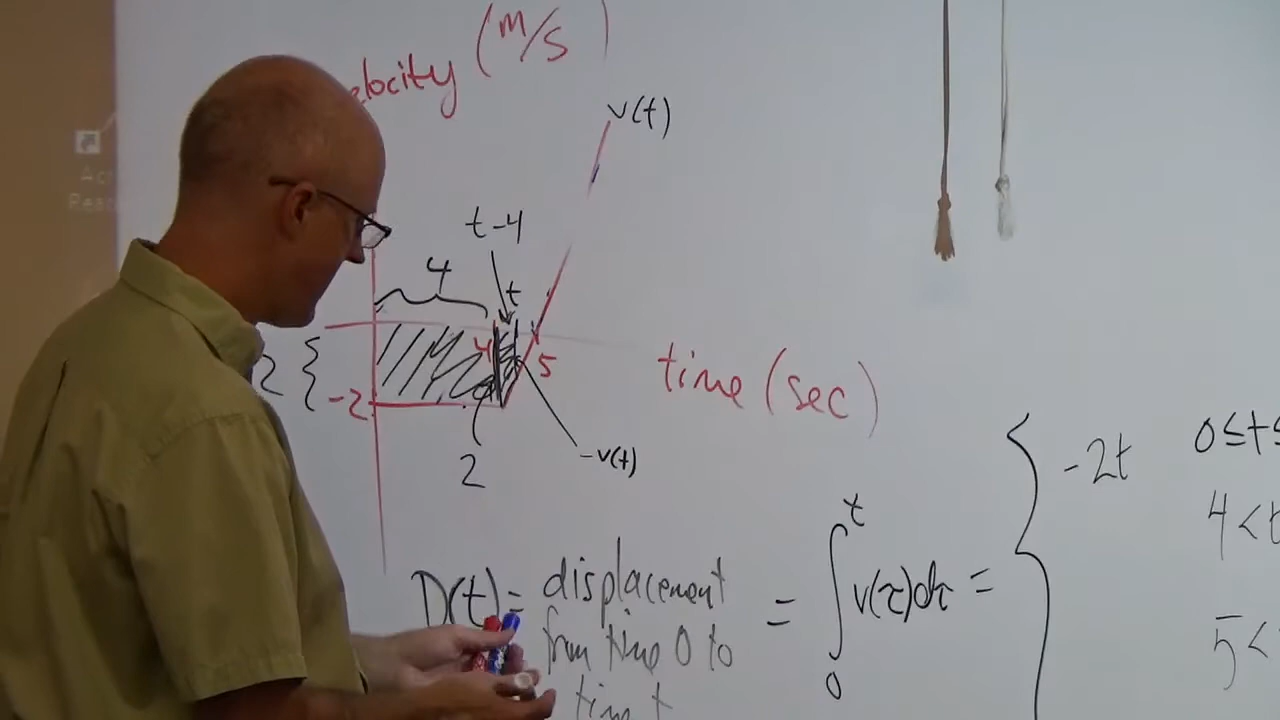 elocity (m/s)
v(t)
t-4
4
t
4
5
2
-2
time (sec)
2
-v(t)
-2t
0≤t≤
4<t
5<
D(t) = displacement
from time 0 to
time t
= ∫₀ᵗ v(τ)dτ =